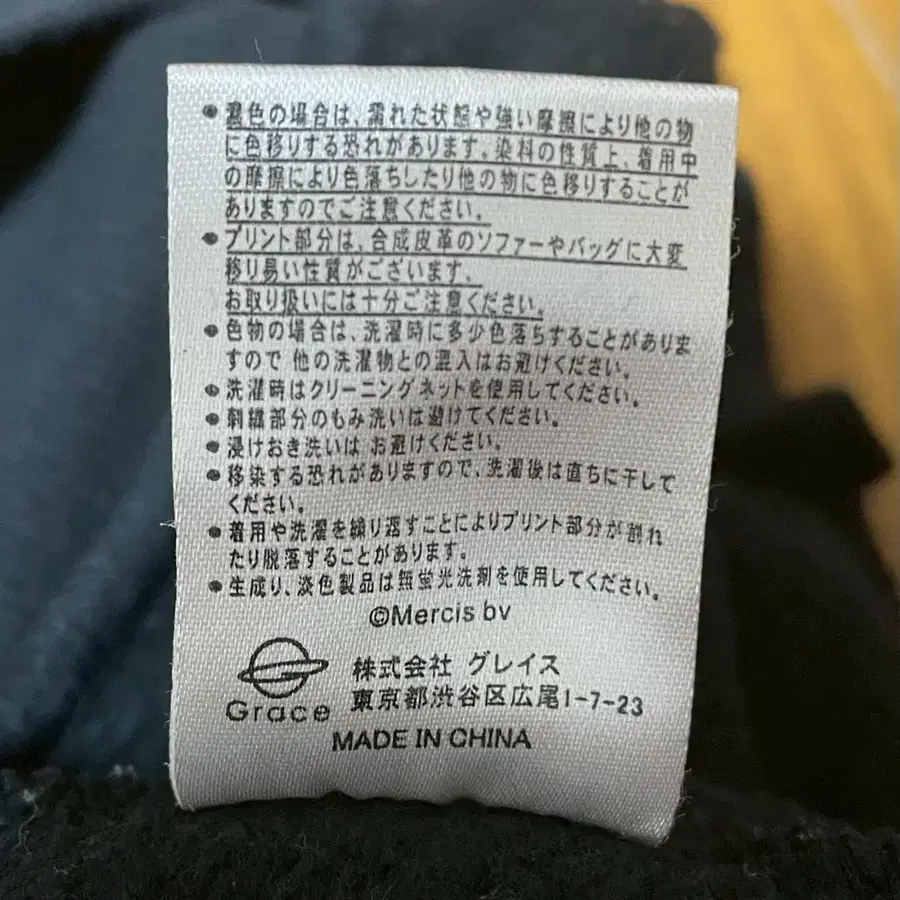 ● 濃色の場合は、濡れた状態や強い摩擦により他の物
に色移りする恐れがあります。染料の性質上、着用中
の摩擦により色落ちしたり他の物に色移りすることが
ありますのでご注意ください。
● プリント部分は、合成皮革のソファーやバッグに大変
移り易い性質がございます。
お取り扱いには十分ご注意ください。
● 色物の場合は、洗濯時に多少色落ちすることがありま
すので 他の洗濯物との混入はお避けください。
● 洗濯時はクリーニングネットを使用してください。
● 刺繍部分のもみ洗いは避けてください。
● 浸けおき洗いは お避けください。
● 移染する恐れがありますので、洗濯後は直ちに干して
ください。
● 着用や洗濯を繰り返すことによりプリント部分が割れ
たり脱落することがあります。
● 生成り、淡色製品は無蛍光洗剤を使用してください。
©Mercis bv
Grace
株式会社 グレイス
東京都渋谷区広尾1-7-23
MADE IN CHINA